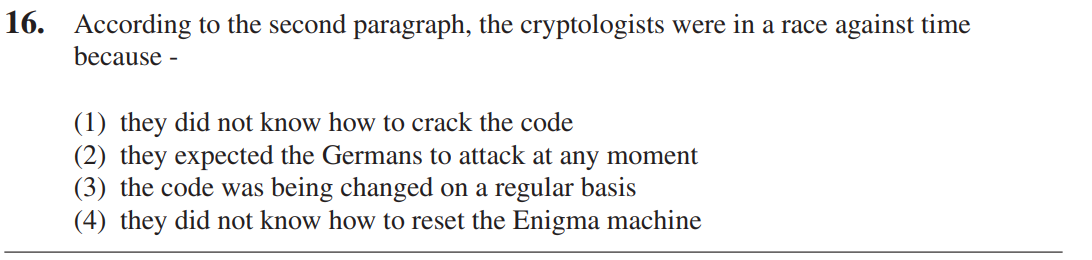 16. According to the second paragraph, the cryptologists were in a race against time
because -
(1) they did not know how to crack the code
(2) they expected the Germans to attack at any moment
(3) the code was being changed on a regular basis
(4) they did not know how to reset the Enigma machine